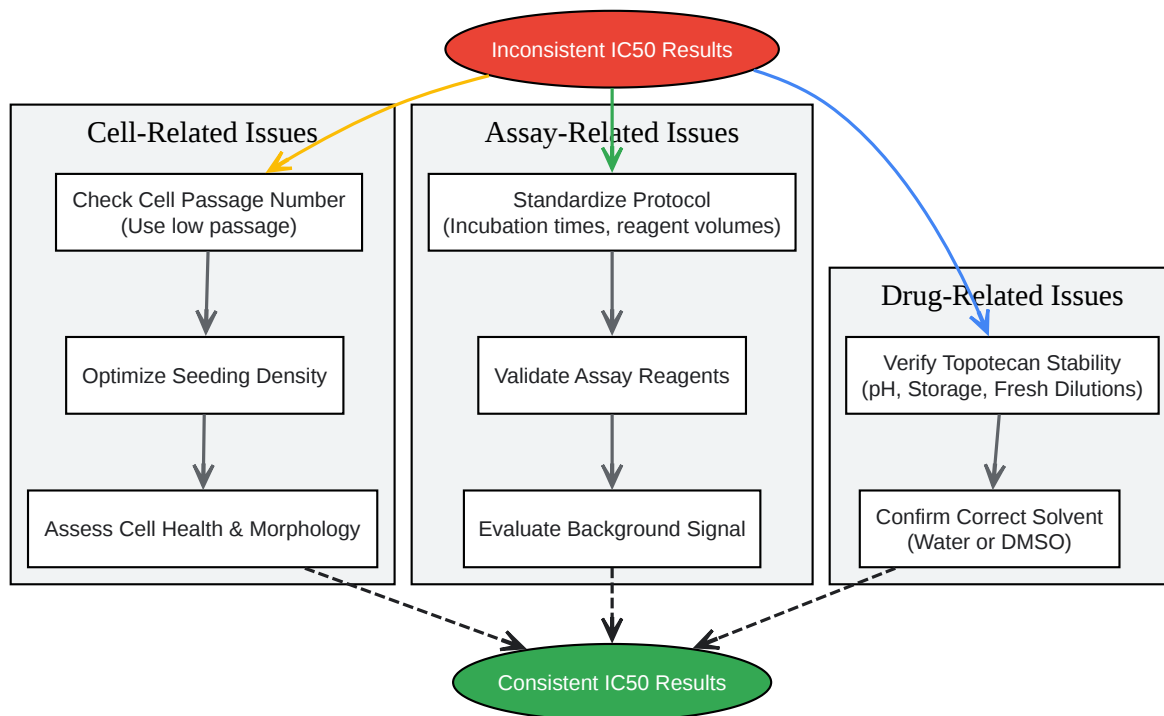 Inconsistent IC50 Results
Cell-Related Issues
Check Cell Passage Number
(Use low passage)
Optimize Seeding Density
Assess Cell Health & Morphology
Assay-Related Issues
Standardize Protocol
(Incubation times, reagent volumes)
Validate Assay Reagents
Evaluate Background Signal
Drug-Related Issues
Verify Topotecan Stability
(pH, Storage, Fresh Dilutions)
Confirm Correct Solvent
(Water or DMSO)
Consistent IC50 Results